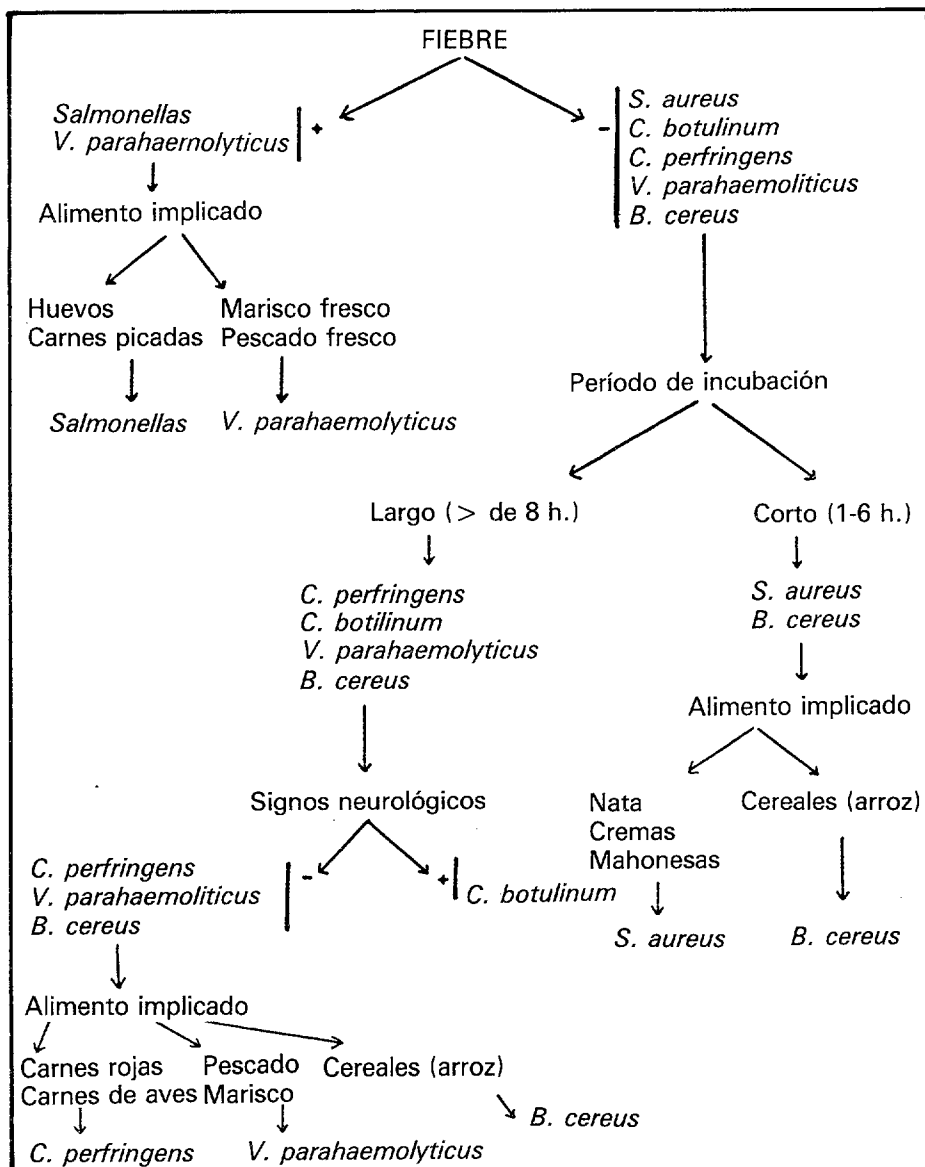 FIEBRE
Salmonellas
V. parahaernolyticus
+
-
S. aureus
C. botulinum
C. perfringens
V. parahaemoliticus
B. cereus
Alimento implicado
Huevos
Carnes picadas
Marisco fresco
Pescado fresco
Salmonellas
V. parahaemolyticus
Período de incubación
Largo (> de 8 h.)
Corto (1-6 h.)
C. perfringens
C. botilinum
V. parahaemolyticus
B. cereus
S. aureus
B. cereus
Alimento implicado
Signos neurológicos
Nata
Cremas
Mahonesas
Cereales (arroz)
C. perfringens
V. parahaemoliticus
B. cereus
-
+
C. botulinum
S. aureus
B. cereus
Alimento implicado
Carnes rojas
Carnes de aves
Pescado
Marisco
Cereales (arroz)
B. cereus
C. perfringens
V. parahaemolyticus